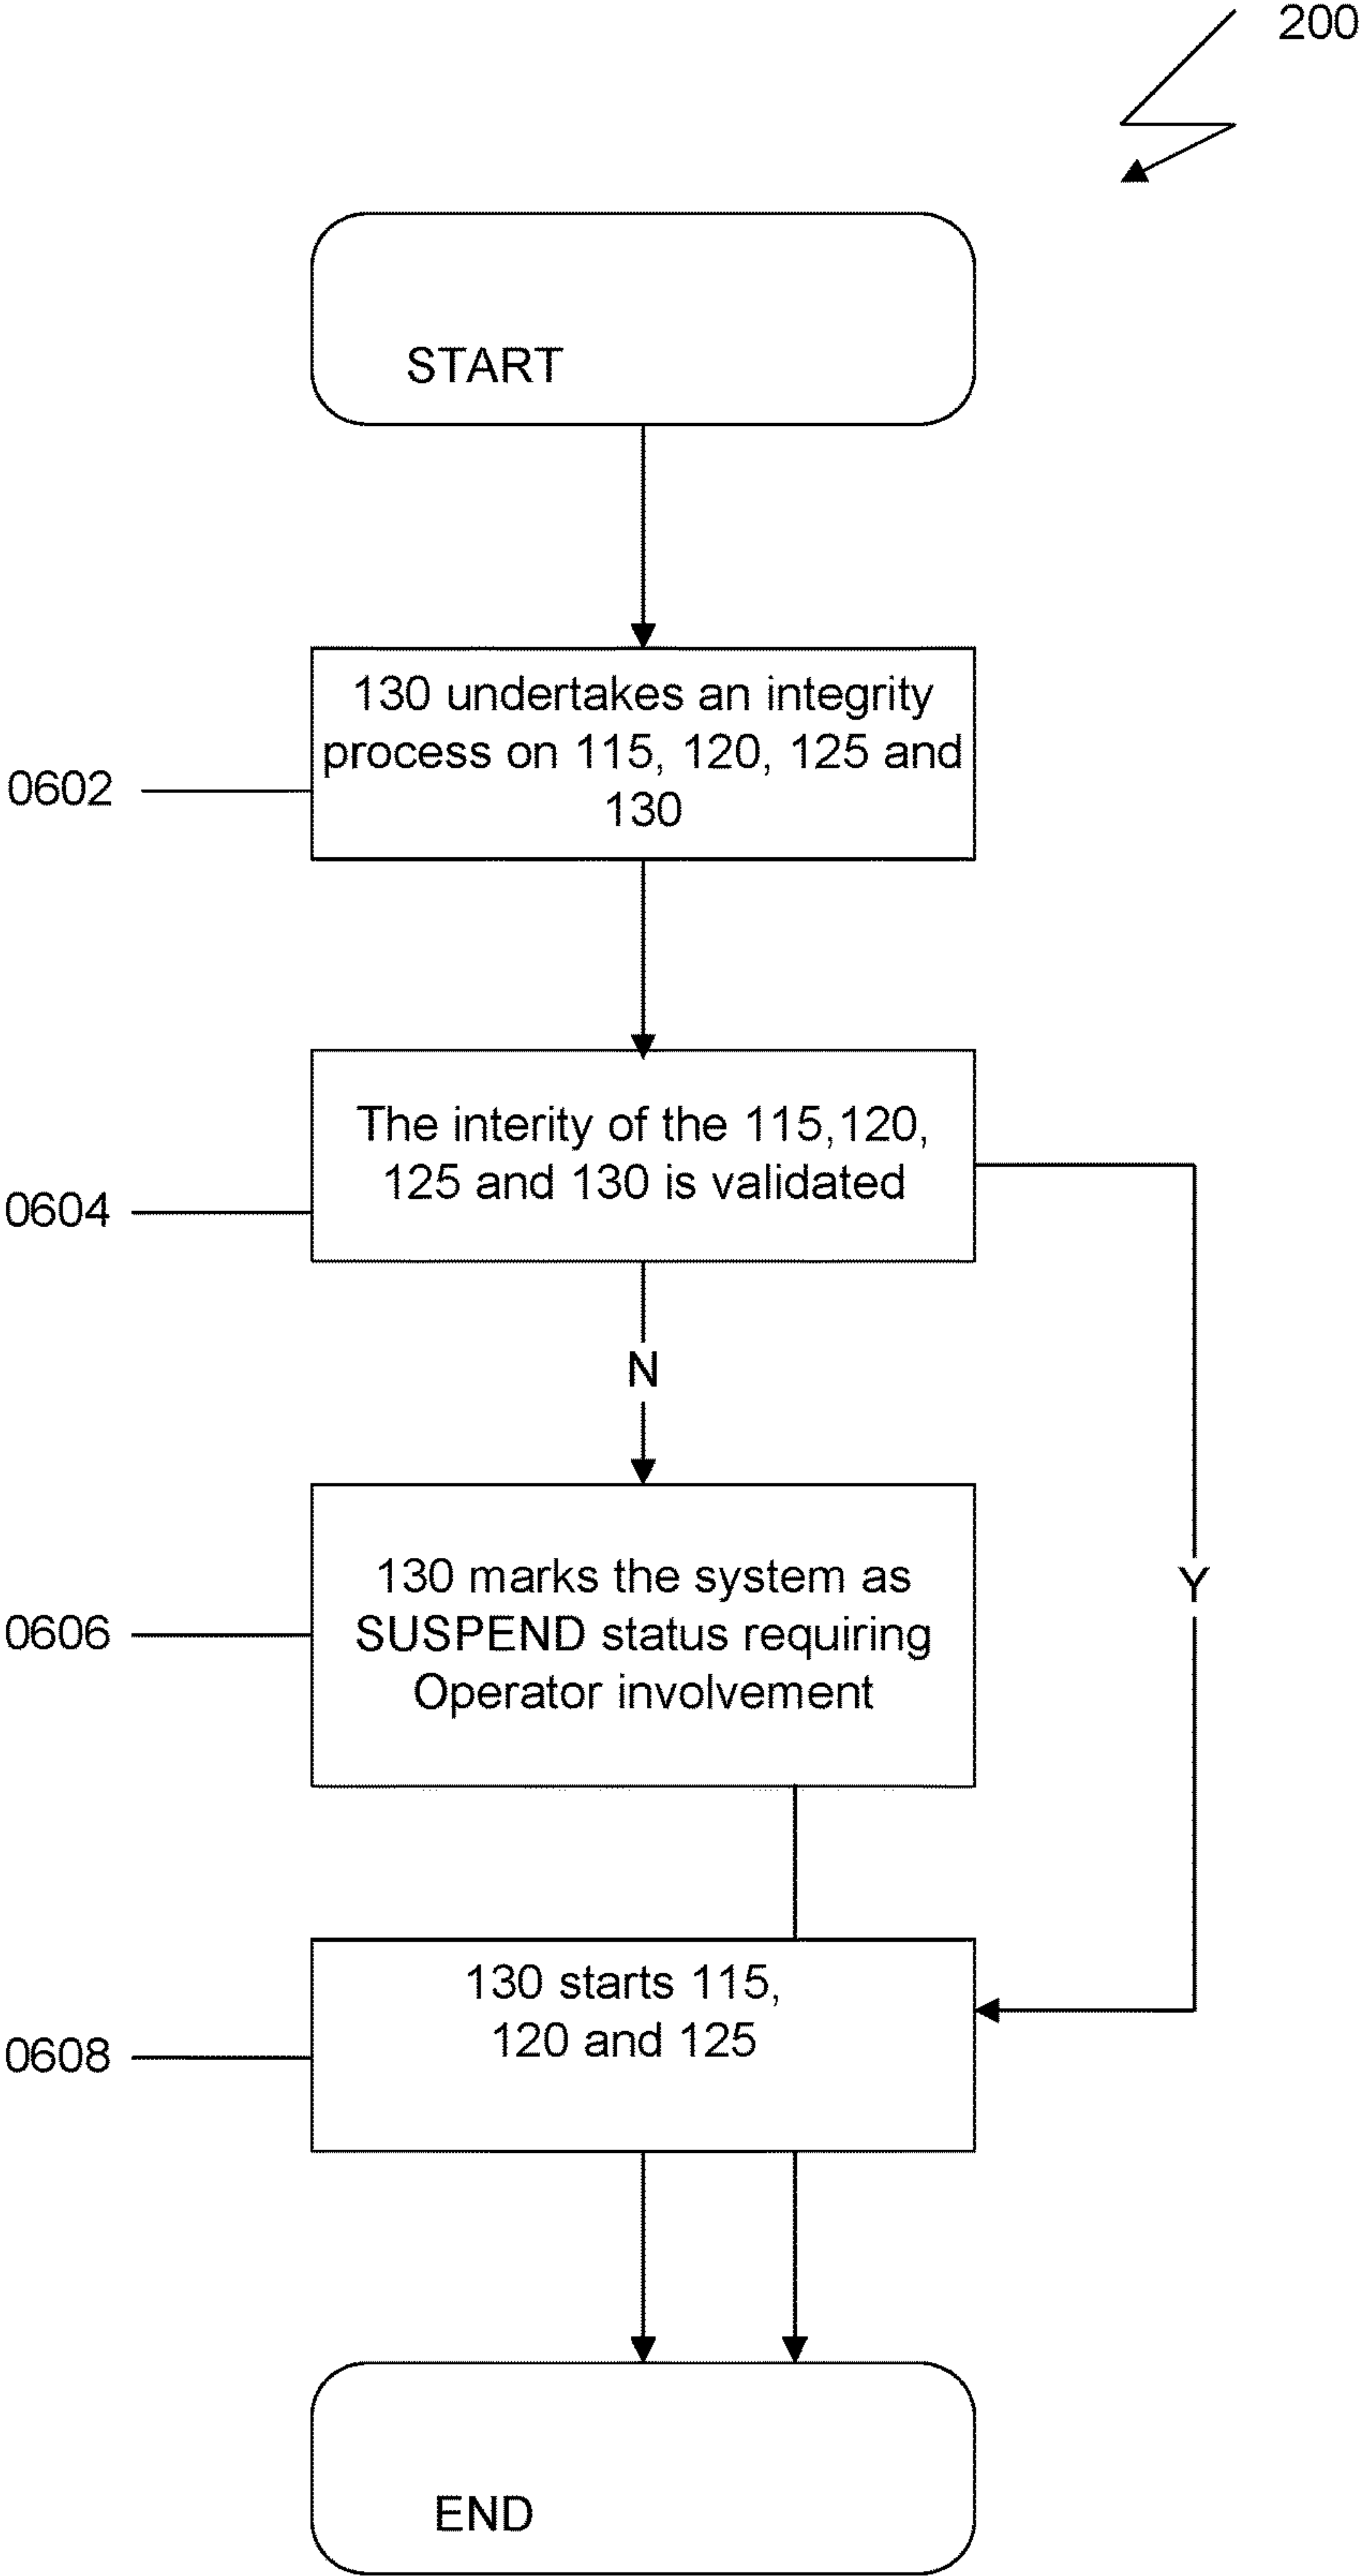 200
START
130 undertakes an integrity
process on 115, 120, 125 and
130
0602
The interity of the 115,120,
125 and 130 is validated
0604
N
130 marks the system as
SUSPEND status requiring
Operator involvement
0606
Y
130 starts 115,
120 and 125
0608
END